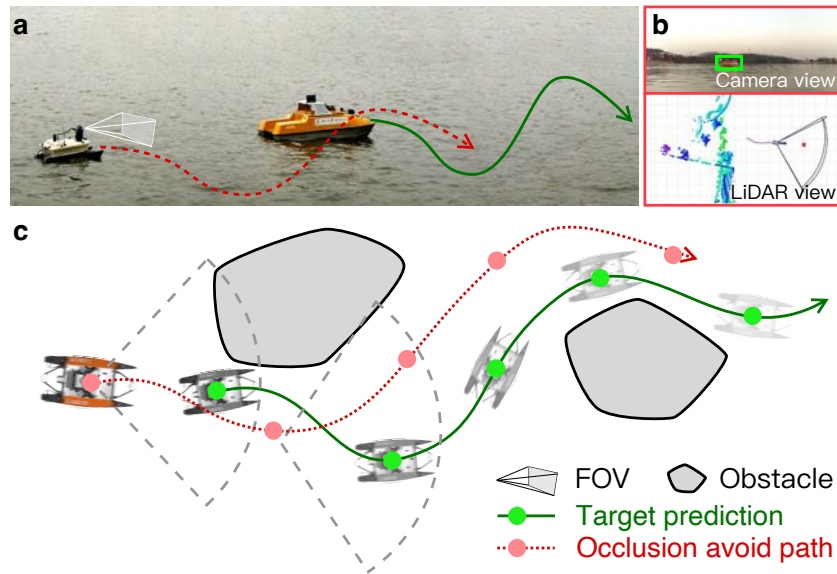 a
b
Camera view
LiDAR view
c
FOV
Obstacle
Target prediction
Occlusion avoid path